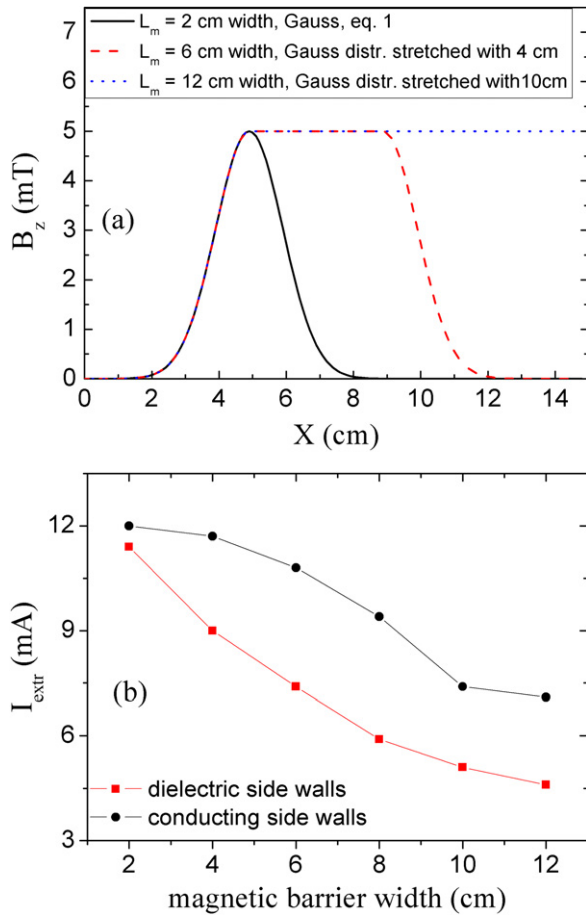 L_m = 2 cm width, Gauss, eq. 1
L_m = 6 cm width, Gauss distr. stretched with 4 cm
L_m = 12 cm width, Gauss distr. stretched with10cm
7
6
5
4
3
2
1
0
B_z (mT)
(a)
0 2 4 6 8 10 12 14
X (cm)
12
9
6
3
I_extr (mA)
(b)
dielectric side walls
conducting side walls
2 4 6 8 10 12
magnetic barrier width (cm)